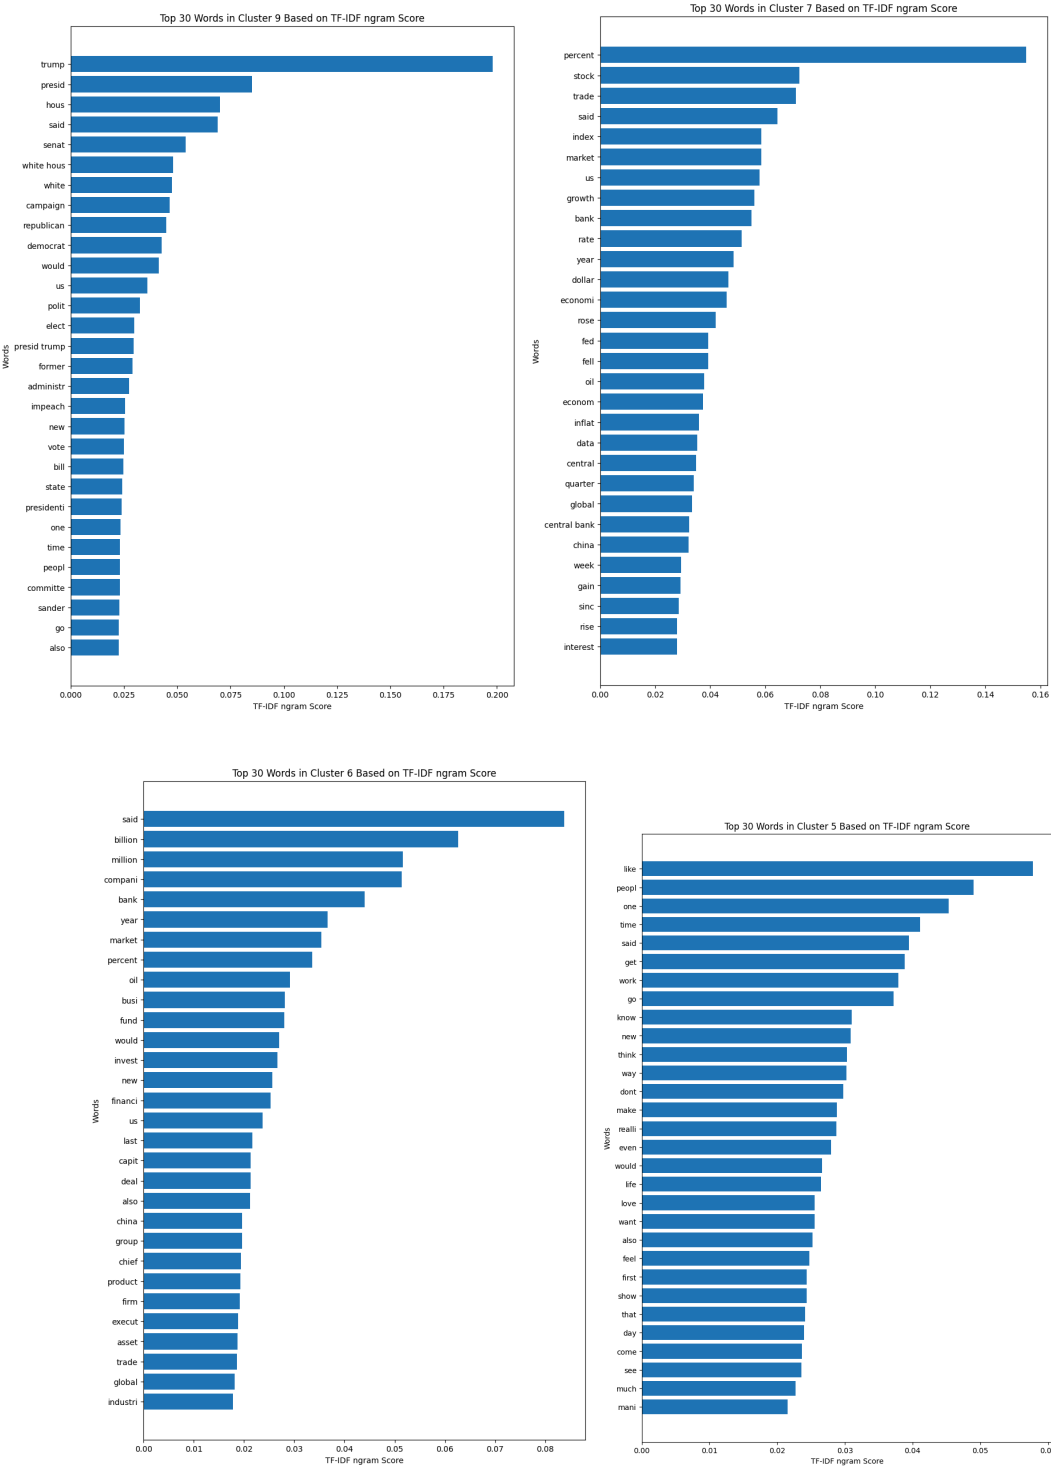 Top 30 Words in Cluster 9 Based on TF-IDF ngram Score
trump
presid
hous
said
senat
white hous
white
campaign
republican
democrat
would
us
polit
elect
presid trump
former
administr
impeach
new
vote
bill
state
presidenti
one
time
peopl
committe
sander
go
also
Words
0.000 0.025 0.050 0.075 0.100 0.125 0.150 0.175 0.200
TF-IDF ngram Score
Top 30 Words in Cluster 7 Based on TF-IDF ngram Score
percent
stock
trade
said
index
market
us
growth
bank
rate
year
dollar
economi
rose
fed
fell
oil
econom
inflat
data
central
quarter
global
central bank
china
week
gain
sinc
rise
interest
Words
0.00 0.02 0.04 0.06 0.08 0.10 0.12 0.14 0.16
TF-IDF ngram Score
Top 30 Words in Cluster 6 Based on TF-IDF ngram Score
said
billion
million
compani
bank
year
market
percent
oil
busi
fund
would
invest
new
financi
us
last
capit
deal
also
china
group
chief
product
firm
execut
asset
trade
global
industri
Words
0.00 0.01 0.02 0.03 0.04 0.05 0.06 0.07 0.08
TF-IDF ngram Score
Top 30 Words in Cluster 5 Based on TF-IDF ngram Score
like
peopl
one
time
said
get
work
go
know
new
think
way
dont
make
realli
even
would
life
love
want
also
feel
first
show
that
day
come
see
much
mani
Words
0.00 0.01 0.02 0.03 0.04 0.05
TF-IDF ngram Score